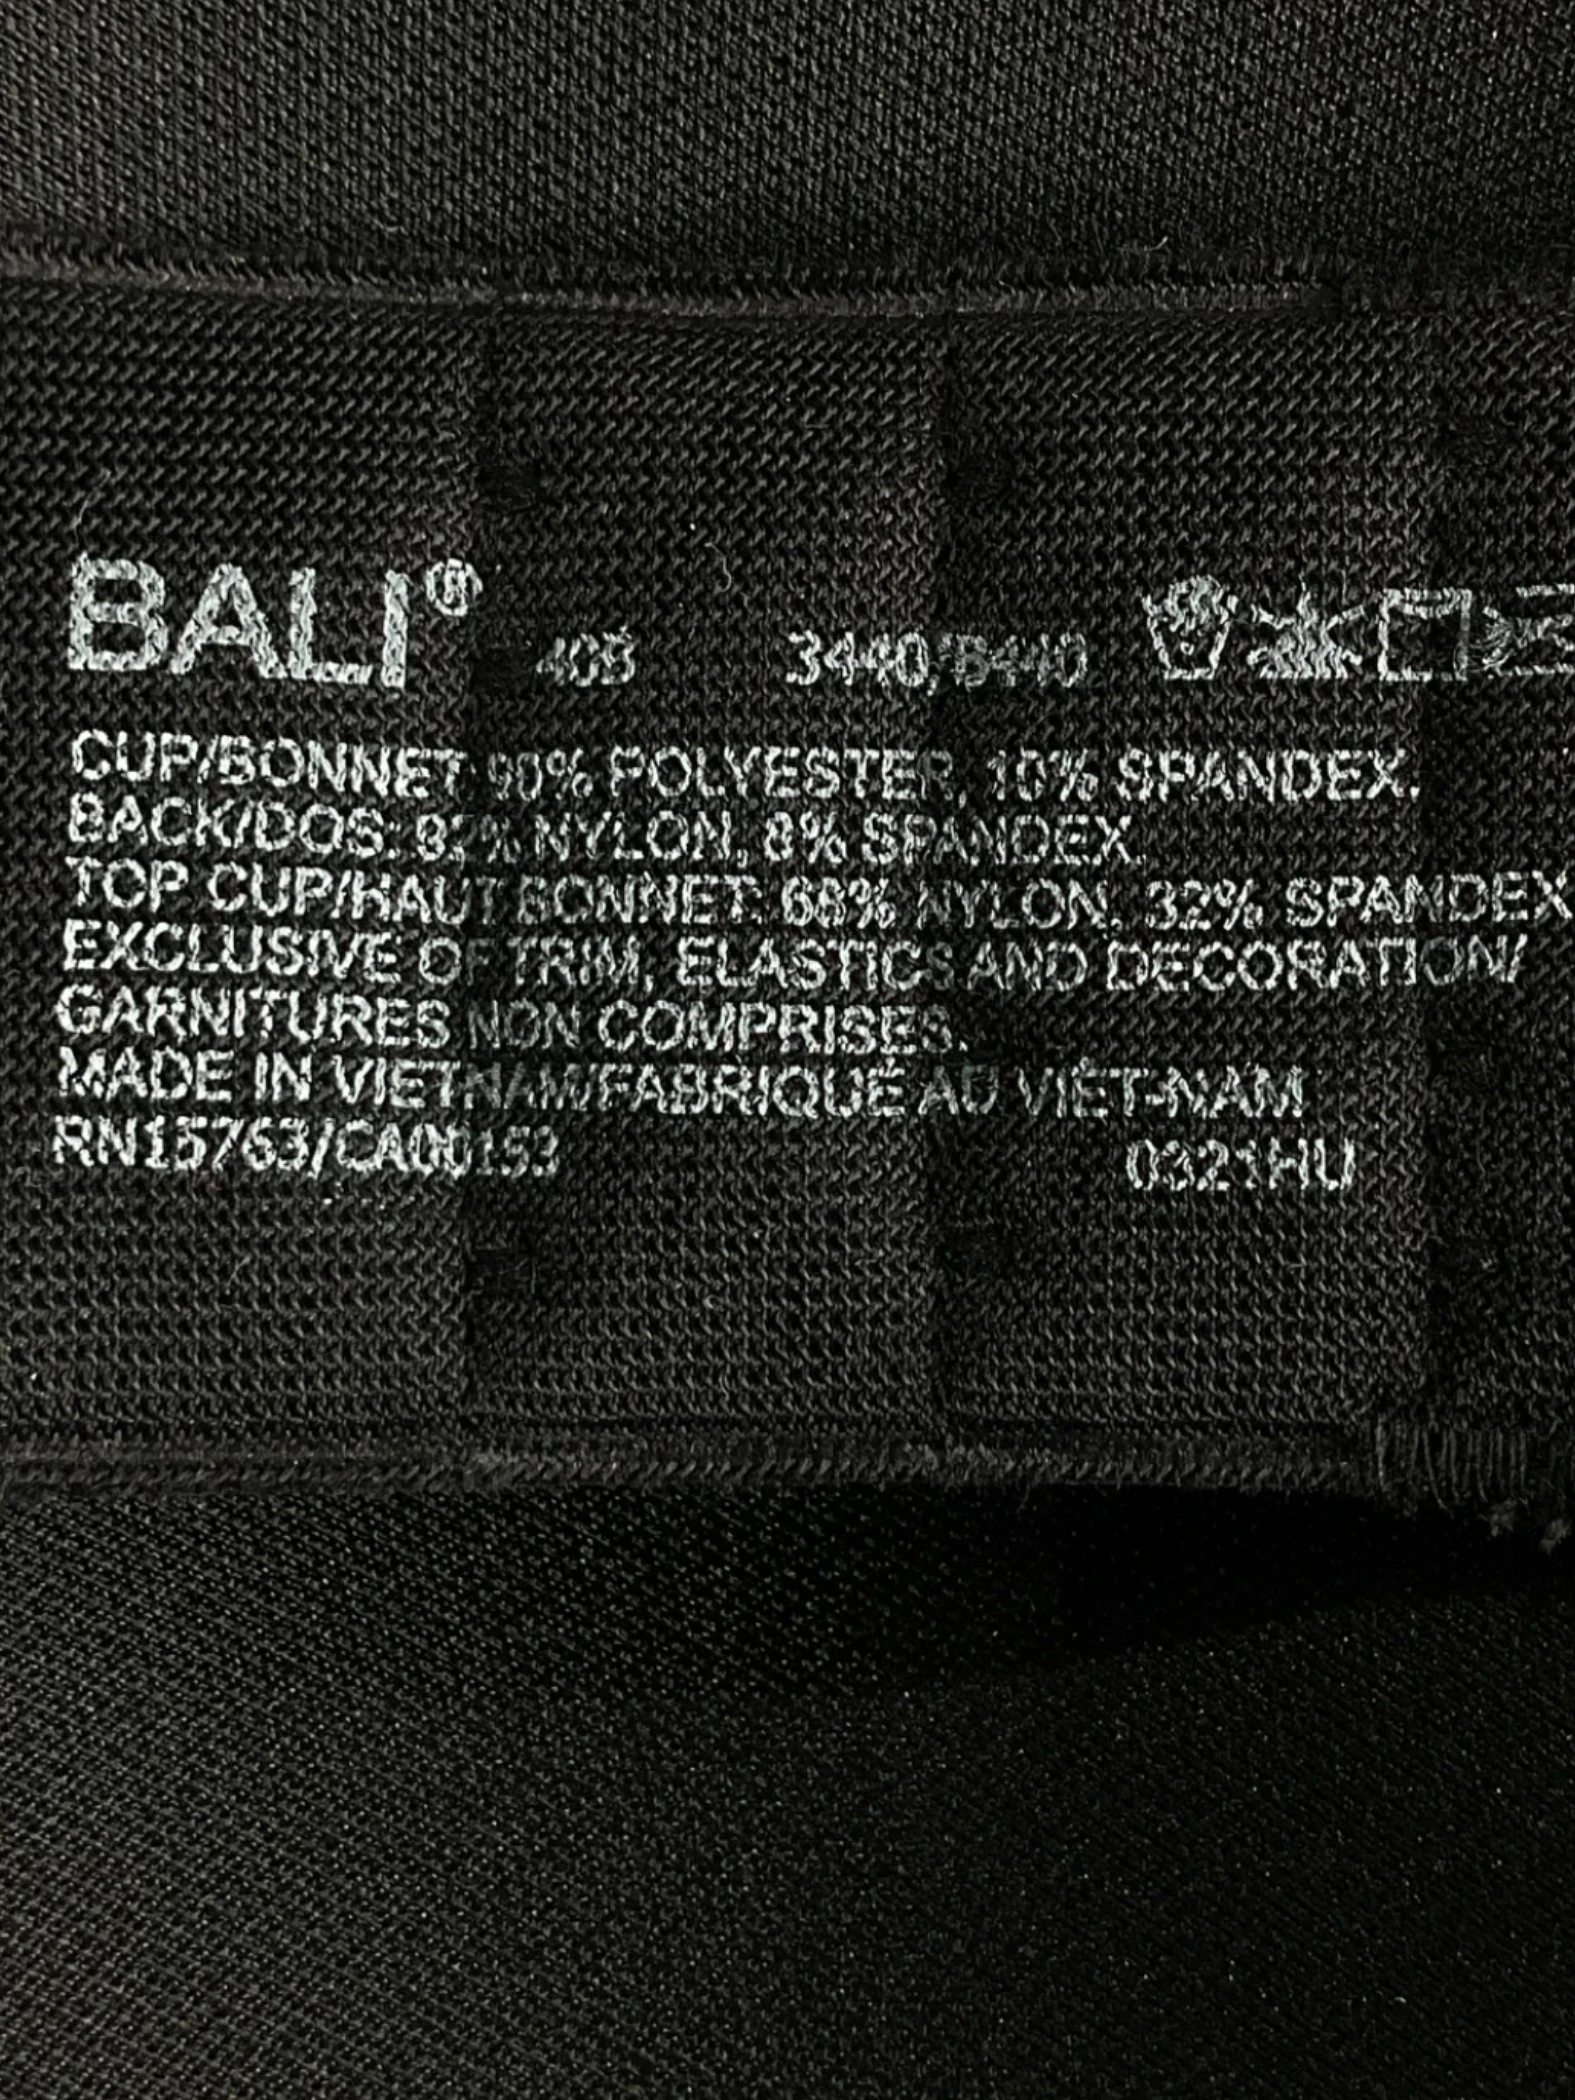 BALI® 40B 3440/B440
CUP/BONNET: 90% POLYESTER, 10% SPANDEX.
BACK/DOS: 92% NYLON, 8% SPANDEX.
TOP CUP/HAUT BONNET: 68% NYLON, 32% SPANDEX
EXCLUSIVE OF TRIM, ELASTICS AND DECORATION/
GARNITURES NON COMPRISES.
MADE IN VIETNAM/FABRIQUÉ AU VIÊT-NAM
RN15763/CA00153 0321HU